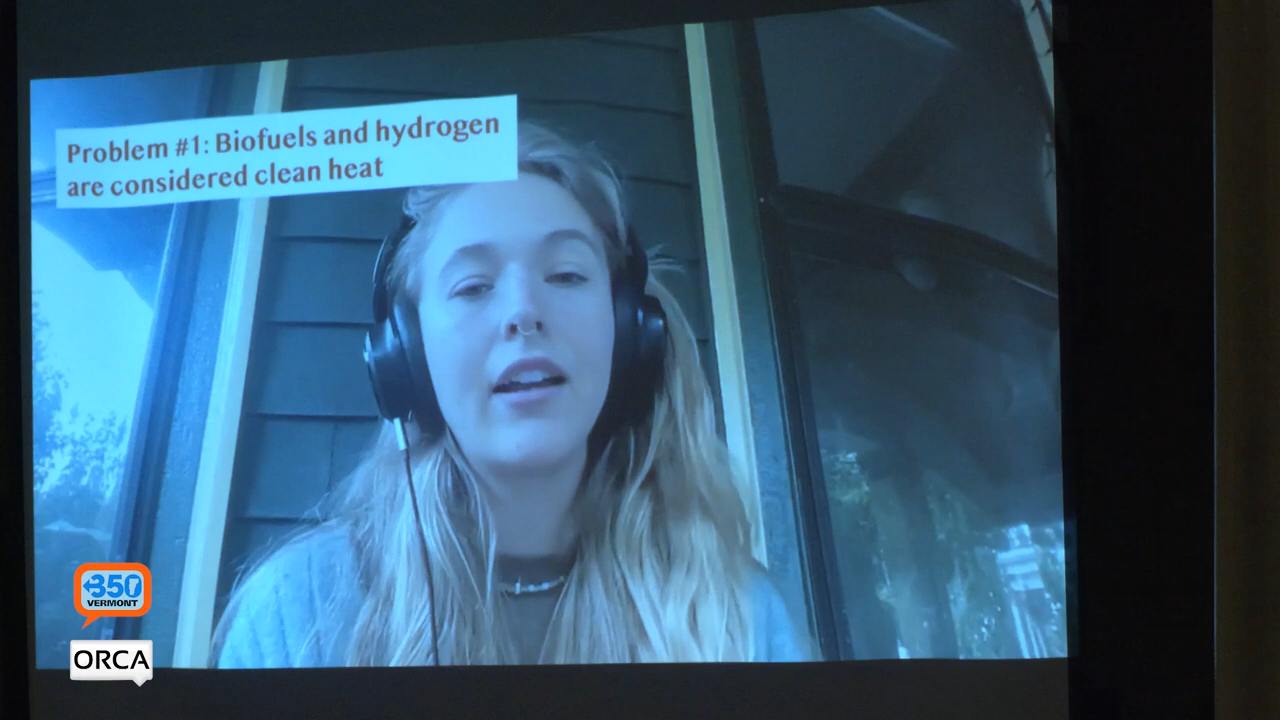 Problem #1: Biofuels and hydrogen
are considered clean heat
350
VERMONT
ORCA